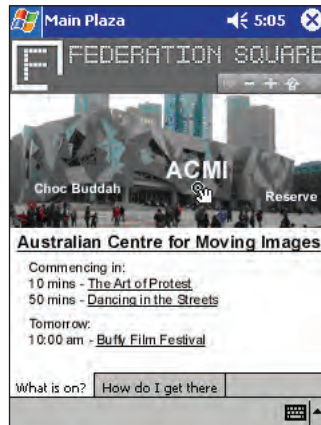 Main Plaza 5:05
F FEDERATION SQUARE
ACMI
Choc Buddah
Reserve
Australian Centre for Moving Images
Commencing in:
10 mins - The Art of Protest
50 mins - Dancing in the Streets
Tomorrow:
10:00 am - Buffy Film Festival
What is on? How do I get there